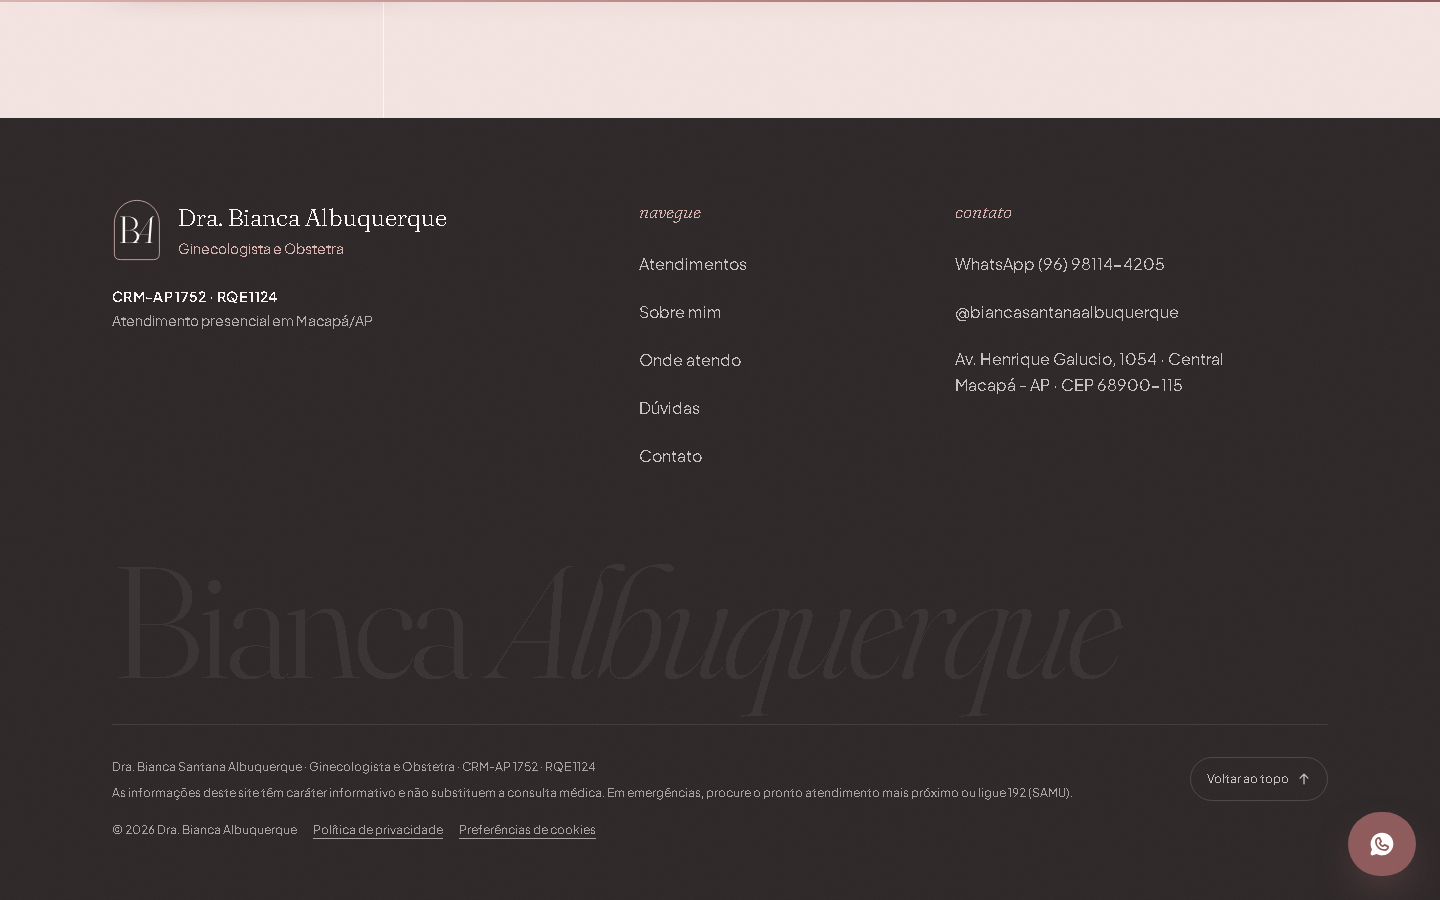 BA
Dra. Bianca Albuquerque
Ginecologista e Obstetra
CRM-AP 1752 · RQE 1124
Atendimento presencial em Macapá/AP
navegue
Atendimentos
Sobre mim
Onde atendo
Dúvidas
Contato
contato
WhatsApp (96) 98114-4205
@biancasantanaalbuquerque
Av. Henrique Galucio, 1054 · Central
Macapá - AP · CEP 68900-115
Bianca Albuquerque
Dra. Bianca Santana Albuquerque · Ginecologista e Obstetra · CRM-AP 1752 · RQE 1124
As informações deste site têm caráter informativo e não substituem a consulta médica. Em emergências, procure o pronto atendimento mais próximo ou ligue 192 (SAMU).
© 2026 Dra. Bianca Albuquerque Política de privacidade Preferências de cookies
Voltar ao topo ↑